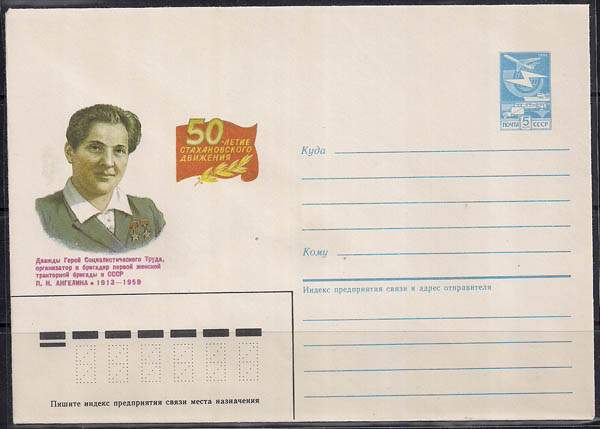 50-ЛЕТИЕ
СТАХАНОВСКОГО
ДВИЖЕНИЯ
ПОЧТА 5 СССР
Куда
Кому
Дважды Герой Социалистического Труда,
организатор и бригадир первой женской
тракторной бригады в СССР
П. Н. АНГЕЛИНА • 1913—1959
Индекс предприятия связи и адрес отправителя
Пишите индекс предприятия связи места назначения